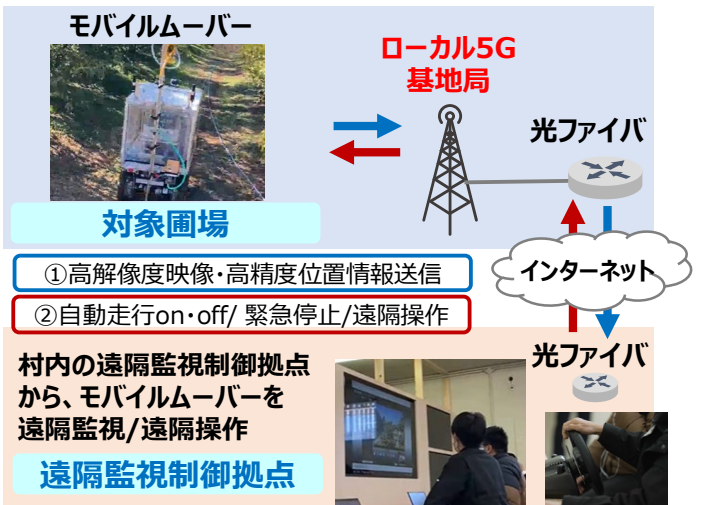 モバイルムーバー
ローカル5G
基地局
光ファイバ
対象圃場
①高解像度映像・高精度位置情報送信
②自動走行on・off/ 緊急停止/遠隔操作
インターネット
村内の遠隔監視制御拠点
から、モバイルムーバーを
遠隔監視/遠隔操作
光ファイバ
遠隔監視制御拠点